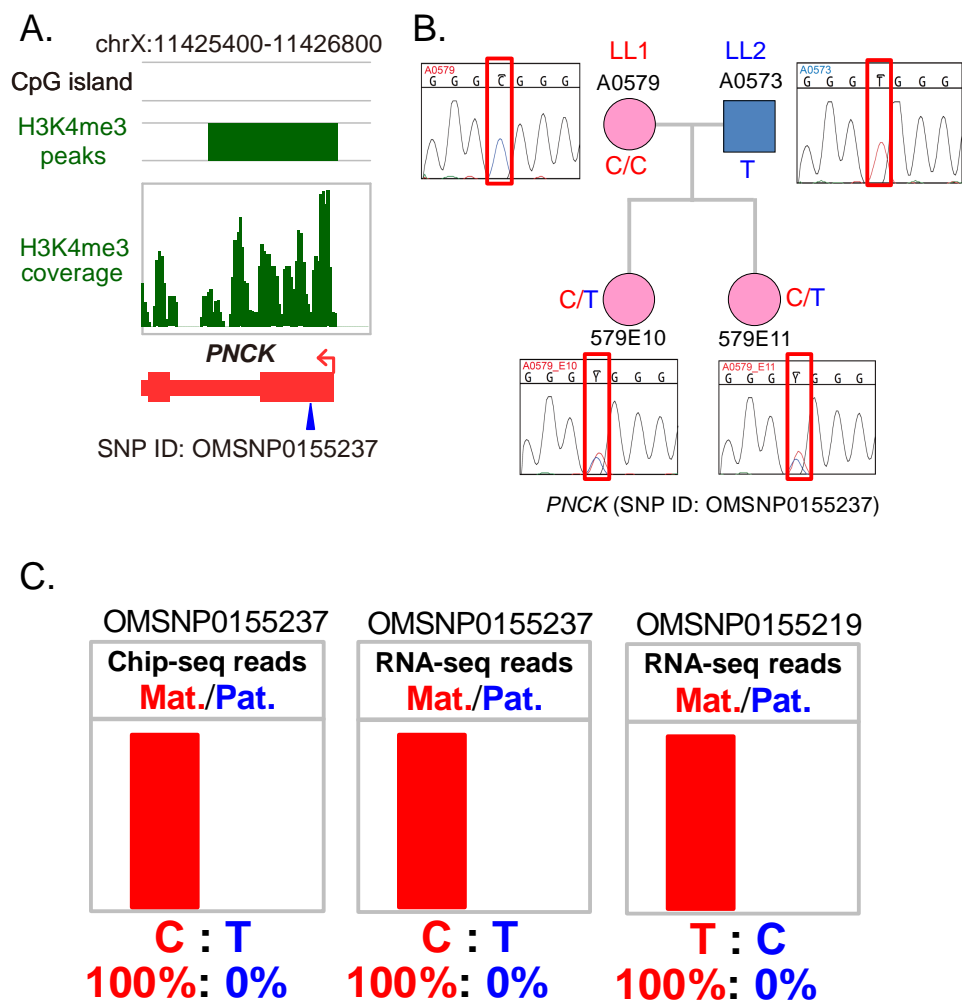 A.
chrX:11425400-11426800
CpG island
H3K4me3
peaks
H3K4me3
coverage
PNCK
SNP ID: OMSNP0155237
B.
LL1
LL2
A0579
A0573
A0579
G G G C G G G
A0573
G G G T G G G
C/C
T
C/T
C/T
579E10
579E11
A0579_E10
G G G Y G G G
A0579_E11
G G G Y G G G
PNCK (SNP ID: OMSNP0155237)
C.
OMSNP0155237
Chip-seq reads
Mat./Pat.
C : T
100%: 0%
OMSNP0155237
RNA-seq reads
Mat./Pat.
C : T
100%: 0%
OMSNP0155219
RNA-seq reads
Mat./Pat.
T : C
100%: 0%